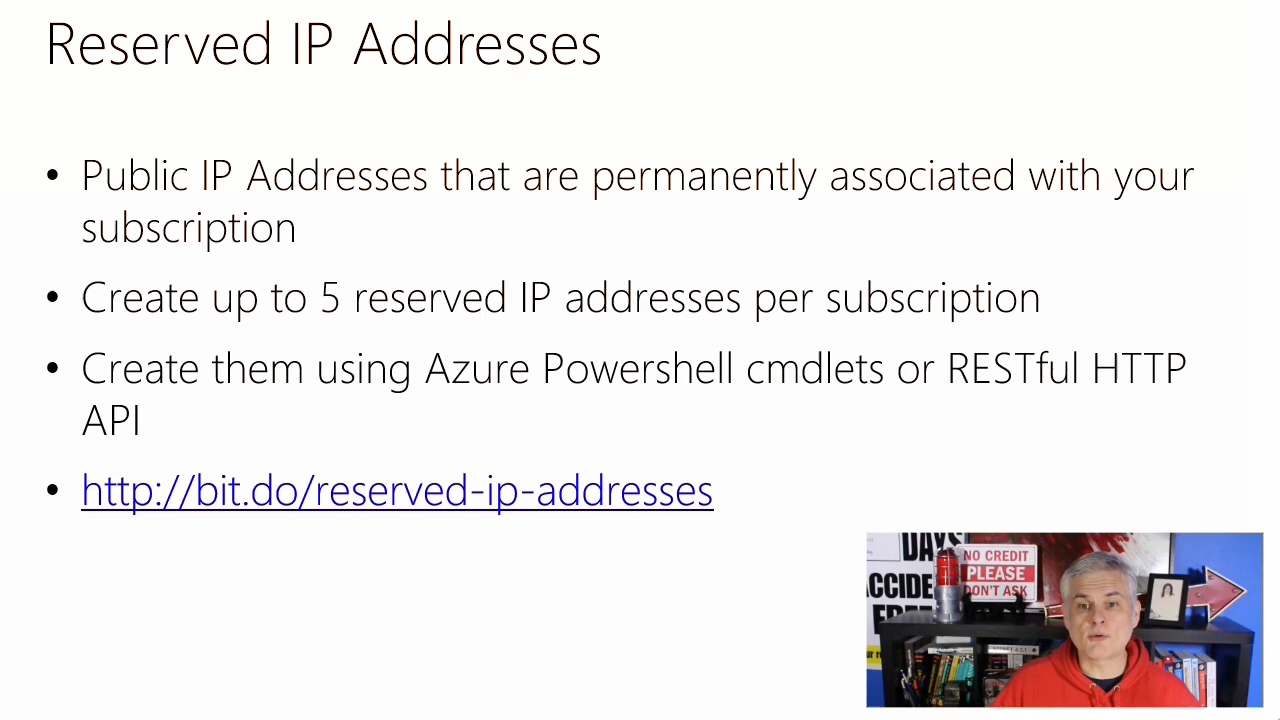 Reserved IP Addresses
• Public IP Addresses that are permanently associated with your
subscription
• Create up to 5 reserved IP addresses per subscription
• Create them using Azure Powershell cmdlets or RESTful HTTP
API
• http://bit.do/reserved-ip-addresses
DAYS
NO CREDIT
PLEASE
DON'T ASK